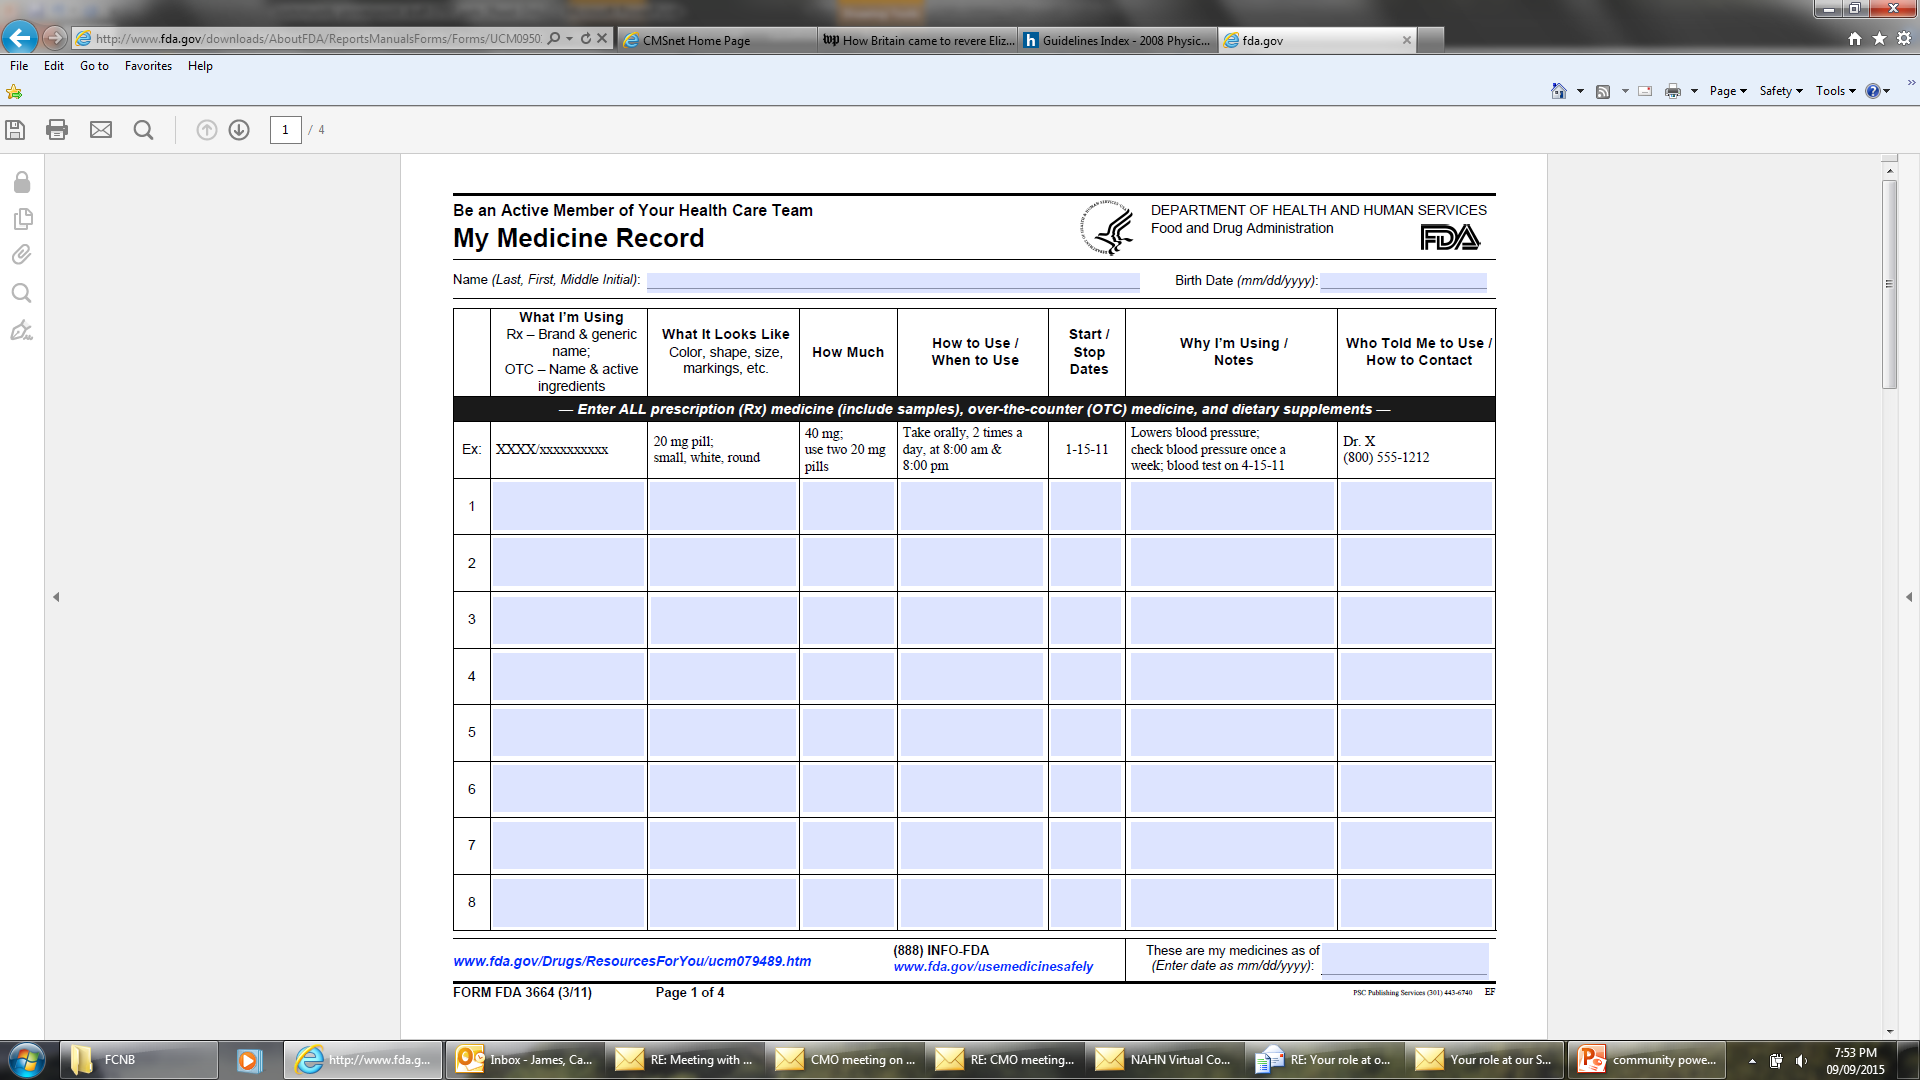 http://www.fda.gov/downloads/AboutFDA/ReportsManualsForms/Forms/UCM0950
CMSnet Home Page
How Britain came to revere Eliz...
Guidelines Index - 2008 Physic...
fda.gov
File Edit Go to Favorites Help
Page Safety Tools
1 / 4
Be an Active Member of Your Health Care Team
My Medicine Record
DEPARTMENT OF HEALTH AND HUMAN SERVICES
Food and Drug Administration
FDA
Name (Last, First, Middle Initial):
Birth Date (mm/dd/yyyy):
What I'm Using
Rx – Brand & generic
name;
OTC – Name & active
ingredients
What It Looks Like
Color, shape, size,
markings, etc.
How Much
How to Use /
When to Use
Start /
Stop
Dates
Why I'm Using /
Notes
Who Told Me to Use /
How to Contact
— Enter ALL prescription (Rx) medicine (include samples), over-the-counter (OTC) medicine, and dietary supplements —
Ex:
XXXX/xxxxxxxxxx
20 mg pill;
small, white, round
40 mg;
use two 20 mg
pills
Take orally, 2 times a
day, at 8:00 am &
8:00 pm
1-15-11
Lowers blood pressure;
check blood pressure once a
week; blood test on 4-15-11
Dr. X
(800) 555-1212
1
2
3
4
5
6
7
8
www.fda.gov/Drugs/ResourcesForYou/ucm079489.htm
(888) INFO-FDA
www.fda.gov/usemedicinesafely
These are my medicines as of
(Enter date as mm/dd/yyyy):
FORM FDA 3664 (3/11)
Page 1 of 4
PSC Publishing Services (301) 443-6740
EF
FCNB
http://www.fda.g...
Inbox - James, Ca...
RE: Meeting with ...
CMO meeting on ...
RE: CMO meeting...
NAHN Virtual Co...
RE: Your role at o...
Your role at our S...
community powe...
7:53 PM
09/09/2015